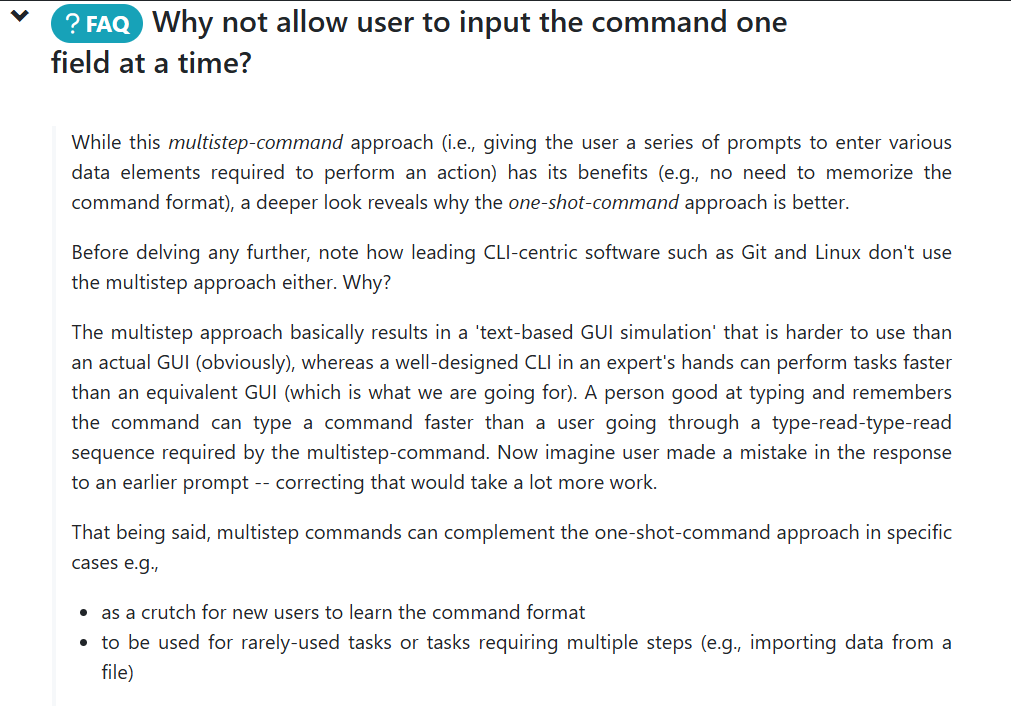 ? FAQ Why not allow user to input the command one
field at a time?
While this multistep-command approach (i.e., giving the user a series of prompts to enter various
data elements required to perform an action) has its benefits (e.g., no need to memorize the
command format), a deeper look reveals why the one-shot-command approach is better.
Before delving any further, note how leading CLI-centric software such as Git and Linux don't use
the multistep approach either. Why?
The multistep approach basically results in a 'text-based GUI simulation' that is harder to use than
an actual GUI (obviously), whereas a well-designed CLI in an expert's hands can perform tasks faster
than an equivalent GUI (which is what we are going for). A person good at typing and remembers
the command can type a command faster than a user going through a type-read-type-read
sequence required by the multistep-command. Now imagine user made a mistake in the response
to an earlier prompt -- correcting that would take a lot more work.
That being said, multistep commands can complement the one-shot-command approach in specific
cases e.g.,
• as a crutch for new users to learn the command format
• to be used for rarely-used tasks or tasks requiring multiple steps (e.g., importing data from a
file)